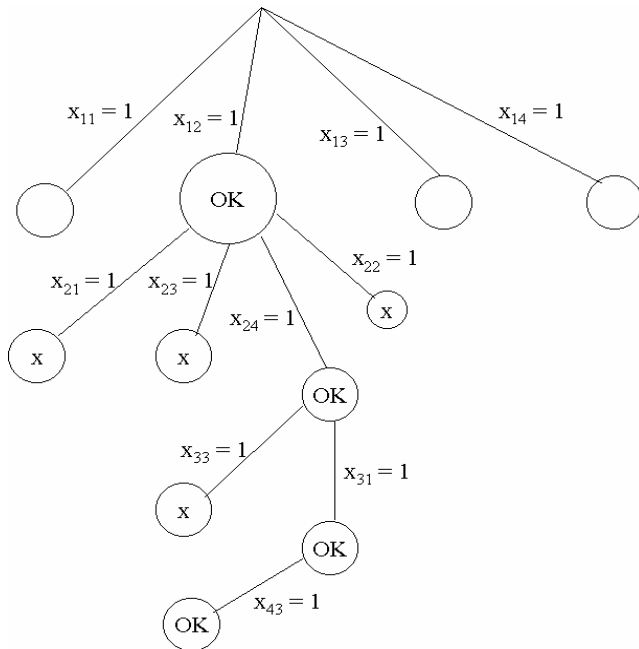 x₁₁ = 1
x₁₂ = 1
x₁₃ = 1
x₁₄ = 1
OK
x₂₁ = 1
x₂₃ = 1
x₂₂ = 1
x₂₄ = 1
x
x
x
OK
x₃₃ = 1
x₃₁ = 1
x
OK
x₄₃ = 1
OK